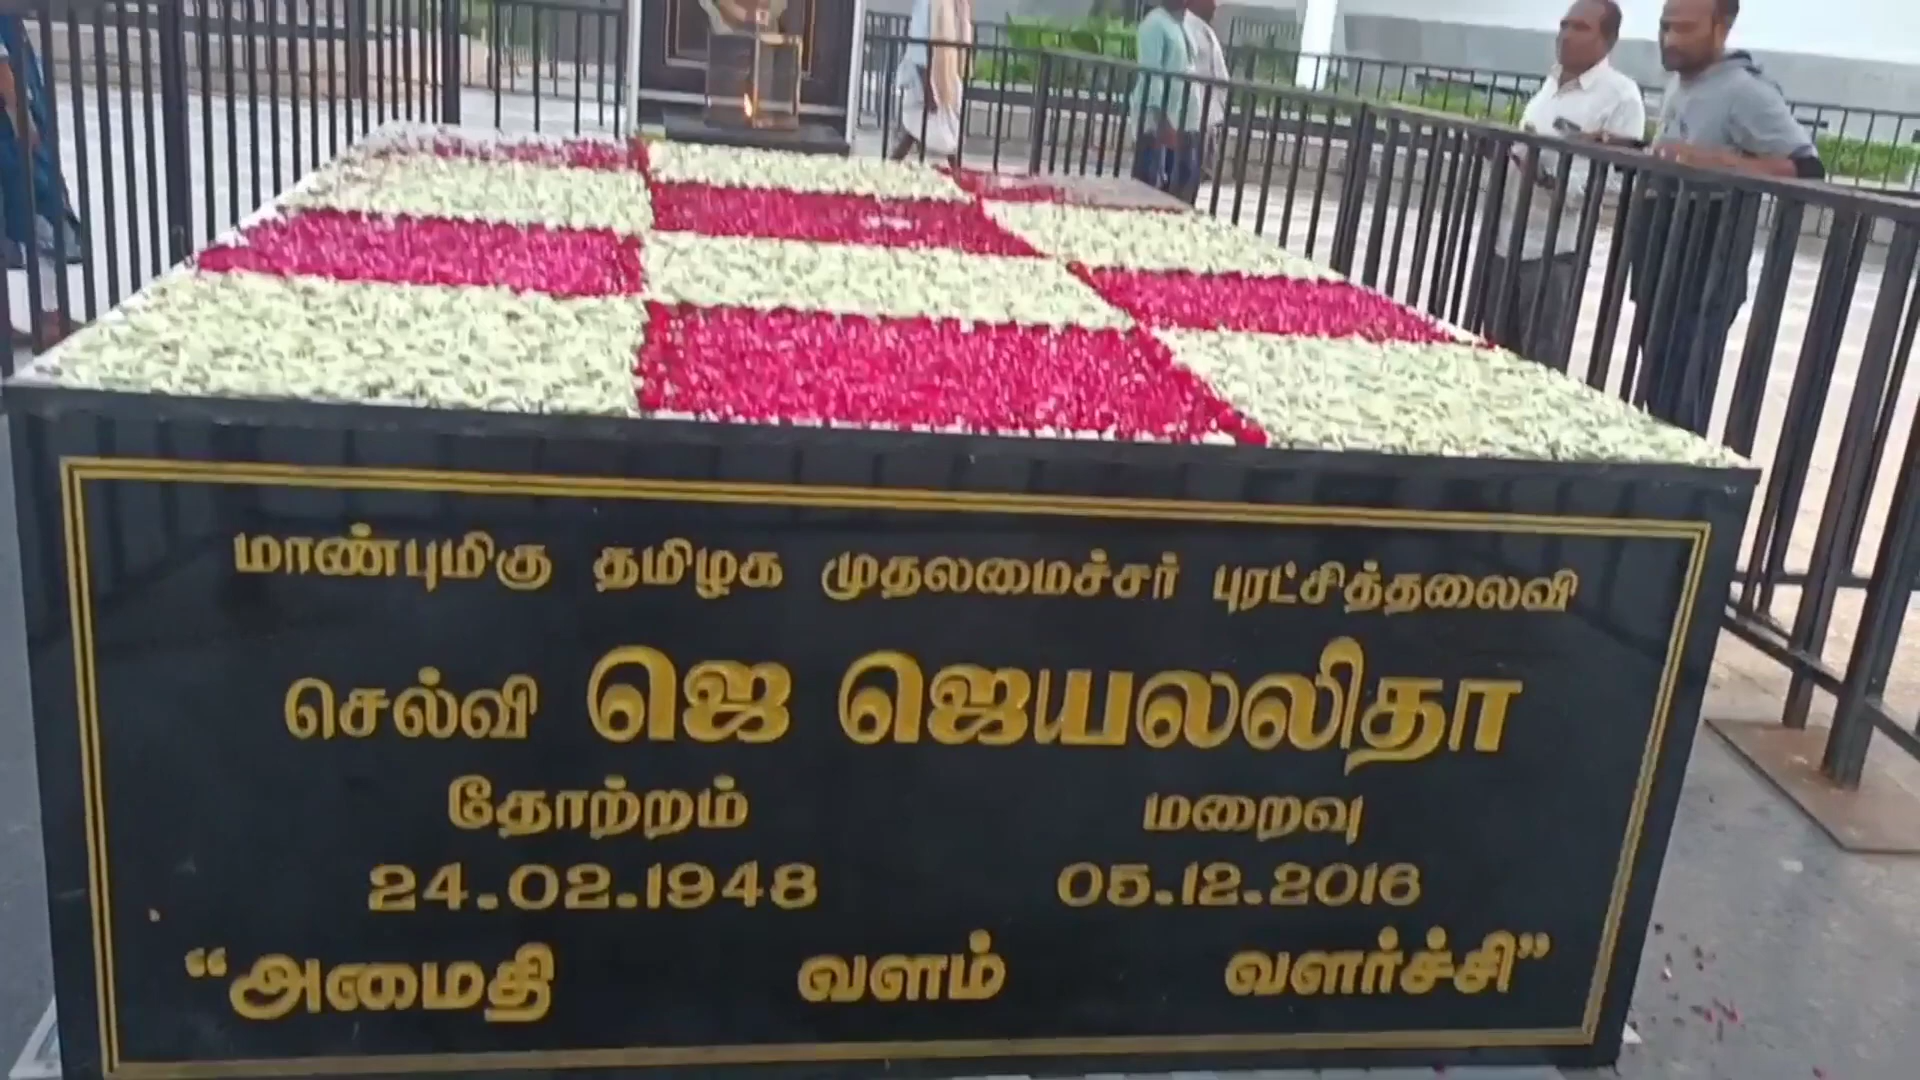 மாண்புமிகு தமிழக முதலமைச்சர் புரட்சித்தலைவி
செல்வி ஜெ ஜெயலலிதா
தோற்றம் மறைவு
24.02.1948 05.12.2016
“அமைதி வளம் வளர்ச்சி”